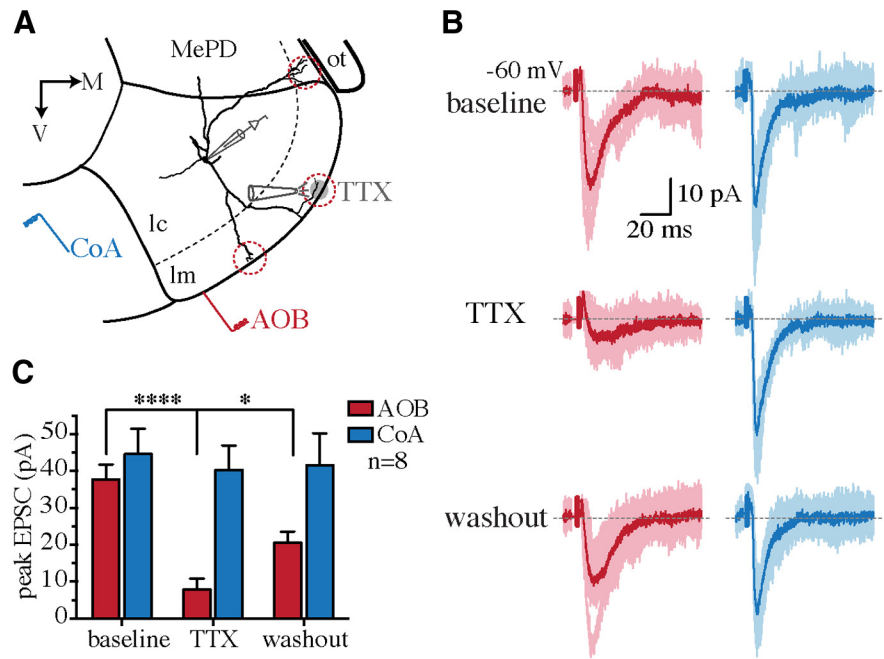 A
MePD
ot
M
V
TTX
lc
CoA
lm
AOB
B
-60 mV
baseline
10 pA
20 ms
TTX
washout
C
**** *
AOB
CoA
n=8
peak EPSC (pA)
50
40
30
20
10
0
baseline TTX washout